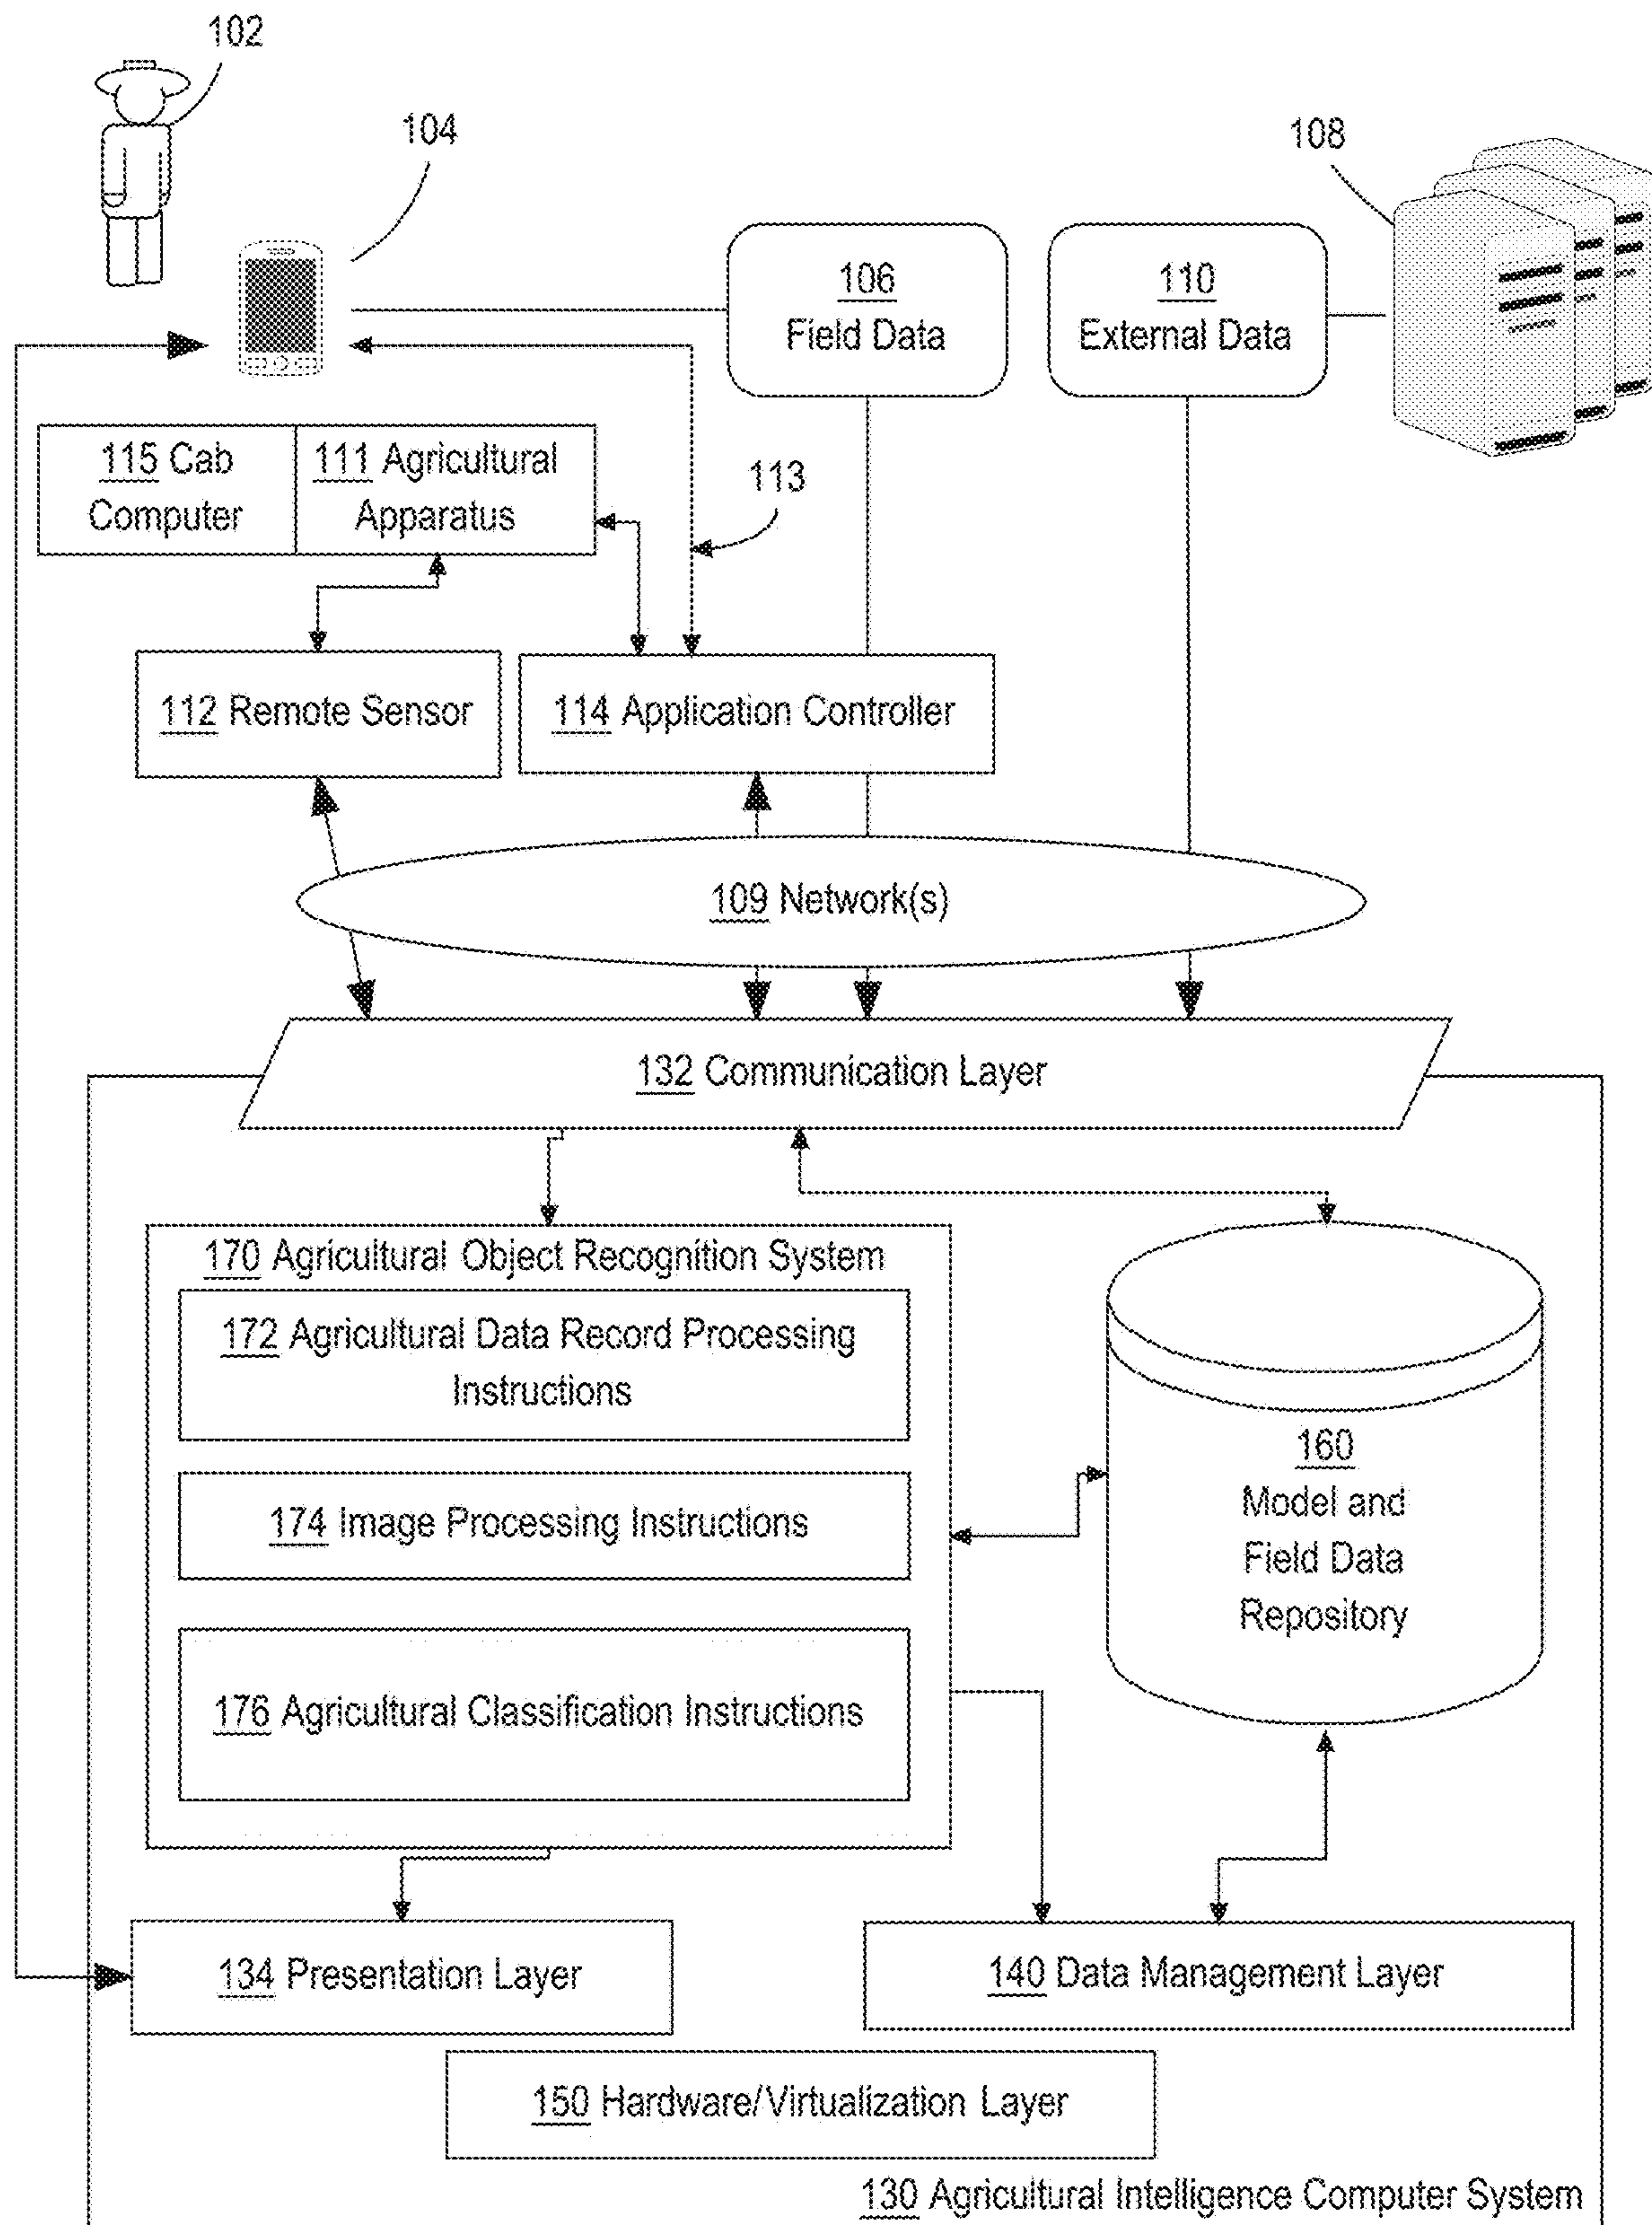 102
104
108
106
Field Data
110
External Data
115 Cab
Computer
111 Agricultural
Apparatus
113
112 Remote Sensor
114 Application Controller
109 Network(s)
132 Communication Layer
170 Agricultural Object Recognition System
172 Agricultural Data Record Processing
Instructions
174 Image Processing Instructions
176 Agricultural Classification Instructions
160
Model and
Field Data
Repository
134 Presentation Layer
140 Data Management Layer
150 Hardware/Virtualization Layer
130 Agricultural Intelligence Computer System